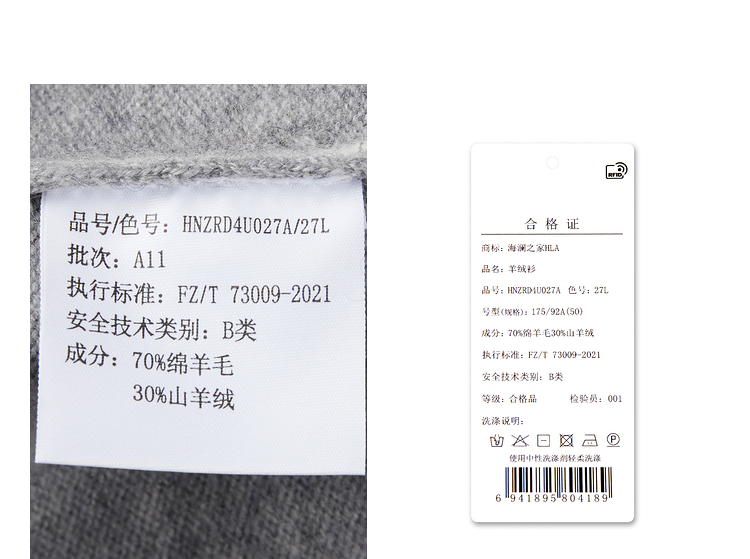 品号/色号: HNZRD4U027A/27L
批次: A11
执行标准: FZ/T 73009-2021
安全技术类别: B类
成分: 70%绵羊毛
30%山羊绒
RFID
合格证
商标: 海澜之家HLA
品名: 羊绒衫
品号: HNZRD4U027A 色号: 27L
号型(规格): 175/92A(50)
成分: 70%绵羊毛30%山羊绒
执行标准: FZ/T 73009-2021
安全技术类别: B类
等级: 合格品 检验员: 001
洗涤说明:
P
使用中性洗涤剂轻柔洗涤
6 941895 804189